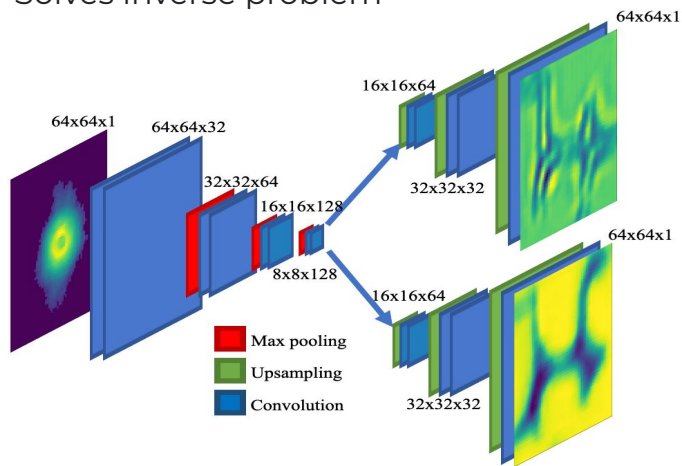 Solves inverse problem
64x64x1
64x64x32
32x32x64
16x16x128
8x8x128
16x16x64
32x32x32
64x64x1
16x16x64
32x32x32
64x64x1
Max pooling
Upsampling
Convolution